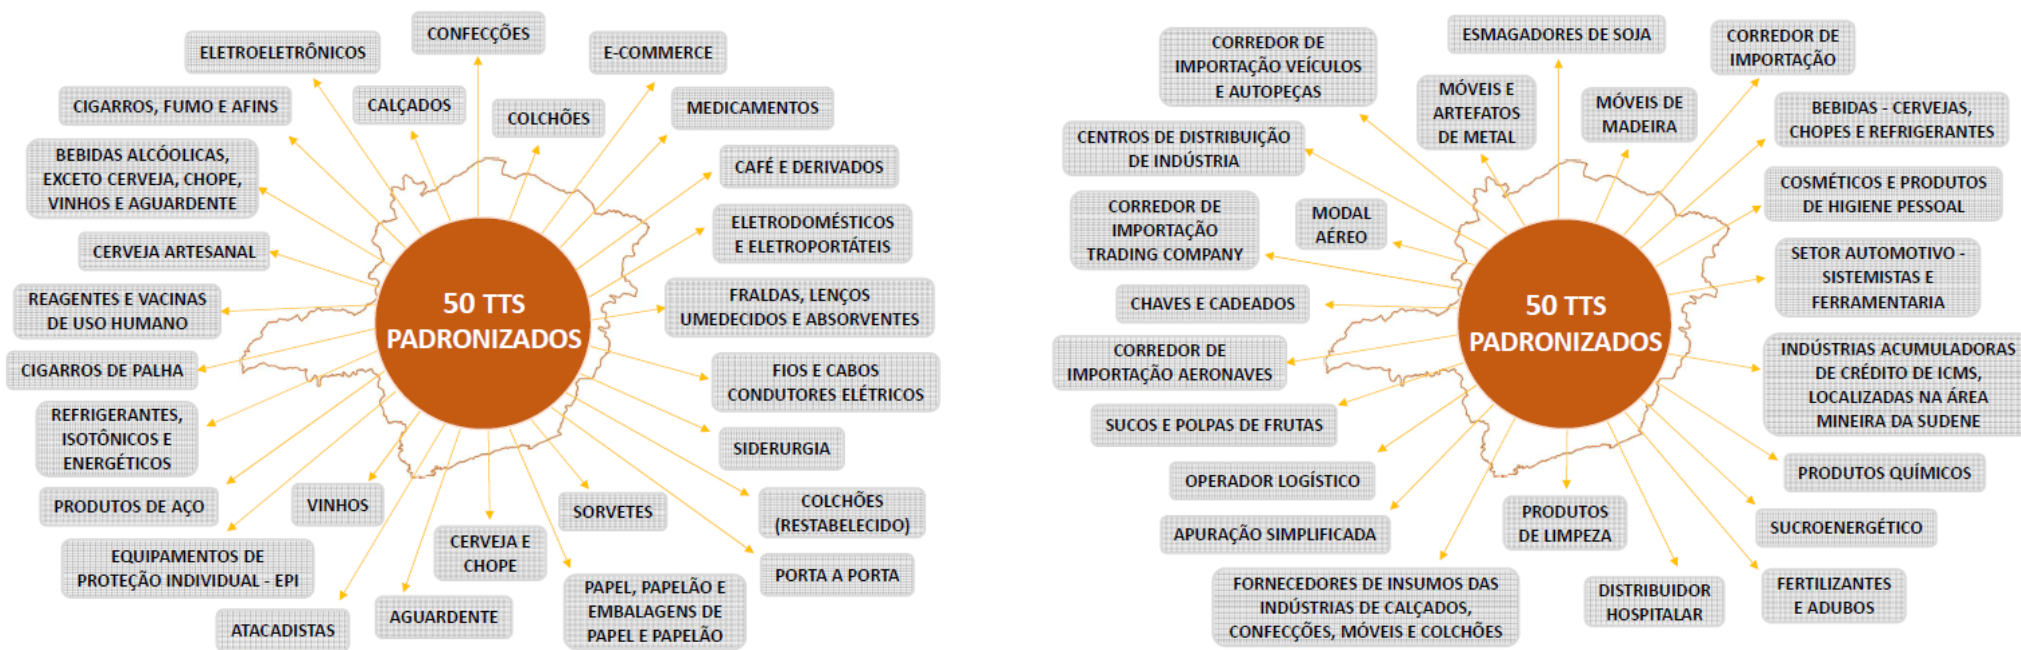 CONFECÇÕES
ELETROELETRÔNICOS
E-COMMERCE
CIGARROS, FUMO E AFINS
CALÇADOS
COLCHÕES
MEDICAMENTOS
BEBIDAS ALCÓOLICAS,
EXCETO CERVEJA, CHOPE,
VINHOS E AGUARDENTE
CAFÉ E DERIVADOS
CERVEJA ARTESANAL
ELETRODOMÉSTICOS
E ELETROPORTÁTEIS
REAGENTES E VACINAS
DE USO HUMANO
50 TTS
PADRONIZADOS
FRALDAS, LENÇOS
UMEDECIDOS E ABSORVENTES
CIGARROS DE PALHA
FIOS E CABOS
CONDUTORES ELÉTRICOS
REFRIGERANTES,
ISOTÔNICOS E
ENERGÉTICOS
SIDERURGIA
PRODUTOS DE AÇO
VINHOS
SORVETES
COLCHÕES
(RESTABELECIDO)
EQUIPAMENTOS DE
PROTEÇÃO INDIVIDUAL - EPI
CERVEJA E
CHOPE
PORTA A PORTA
ATACADISTAS
AGUARDENTE
PAPEL, PAPELÃO E
EMBALAGENS DE
PAPEL E PAPELÃO
ESMAGADORES DE SOJA
CORREDOR DE
IMPORTAÇÃO VEÍCULOS
E AUTOPEÇAS
CORREDOR DE
IMPORTAÇÃO
MÓVEIS E
ARTEFATOS
DE METAL
MÓVEIS DE
MADEIRA
BEBIDAS - CERVEJAS,
CHOPES E REFRIGERANTES
CENTROS DE DISTRIBUIÇÃO
DE INDÚSTRIA
COSMÉTICOS E PRODUTOS
DE HIGIENE PESSOAL
CORREDOR DE
IMPORTAÇÃO
TRADING COMPANY
MODAL
AÉREO
SETOR AUTOMOTIVO -
SISTEMISTAS E
FERRAMENTARIA
CHAVES E CADEADOS
50 TTS
PADRONIZADOS
CORREDOR DE
IMPORTAÇÃO AERONAVES
INDÚSTRIAS ACUMULADORAS
DE CRÉDITO DE ICMS,
LOCALIZADAS NA ÁREA
MINEIRA DA SUDENE
SUCOS E POLPAS DE FRUTAS
PRODUTOS QUÍMICOS
OPERADOR LOGÍSTICO
APURAÇÃO SIMPLIFICADA
PRODUTOS
DE LIMPEZA
SUCROENERGÉTICO
FORNECEDORES DE INSUMOS DAS
INDÚSTRIAS DE CALÇADOS,
CONFECÇÕES, MÓVEIS E COLCHÕES
DISTRIBUIDOR
HOSPITALAR
FERTILIZANTES
E ADUBOS